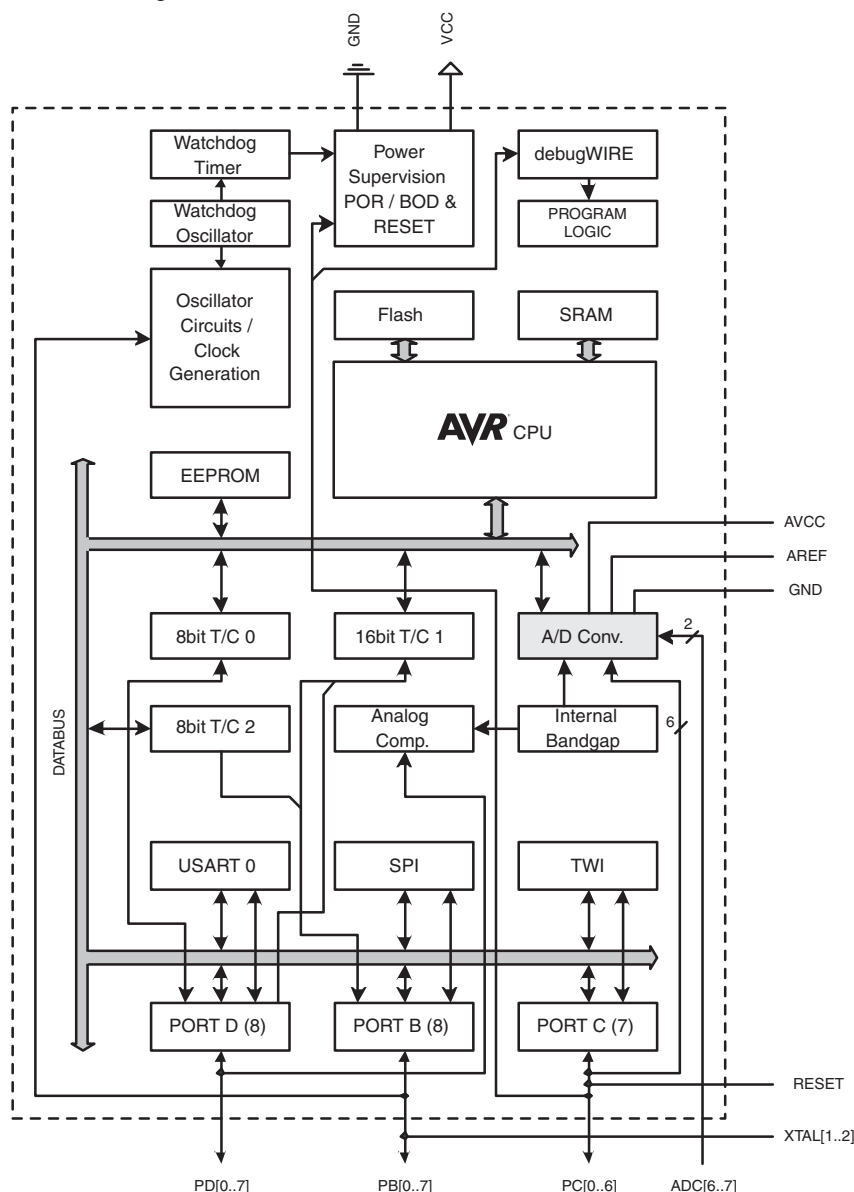 GND
VCC
Watchdog
Timer
Power
Supervision
POR / BOD &
RESET
debugWIRE
Watchdog
Oscillator
PROGRAM
LOGIC
Oscillator
Circuits /
Clock
Generation
Flash
SRAM
AVR CPU
EEPROM
AVCC
AREF
GND
8bit T/C 0
16bit T/C 1
A/D Conv.
2
8bit T/C 2
Analog
Comp.
Internal
Bandgap
6
DATABUS
USART 0
SPI
TWI
PORT D (8)
PORT B (8)
PORT C (7)
RESET
XTAL[1..2]
PD[0..7]
PB[0..7]
PC[0..6]
ADC[6..7]